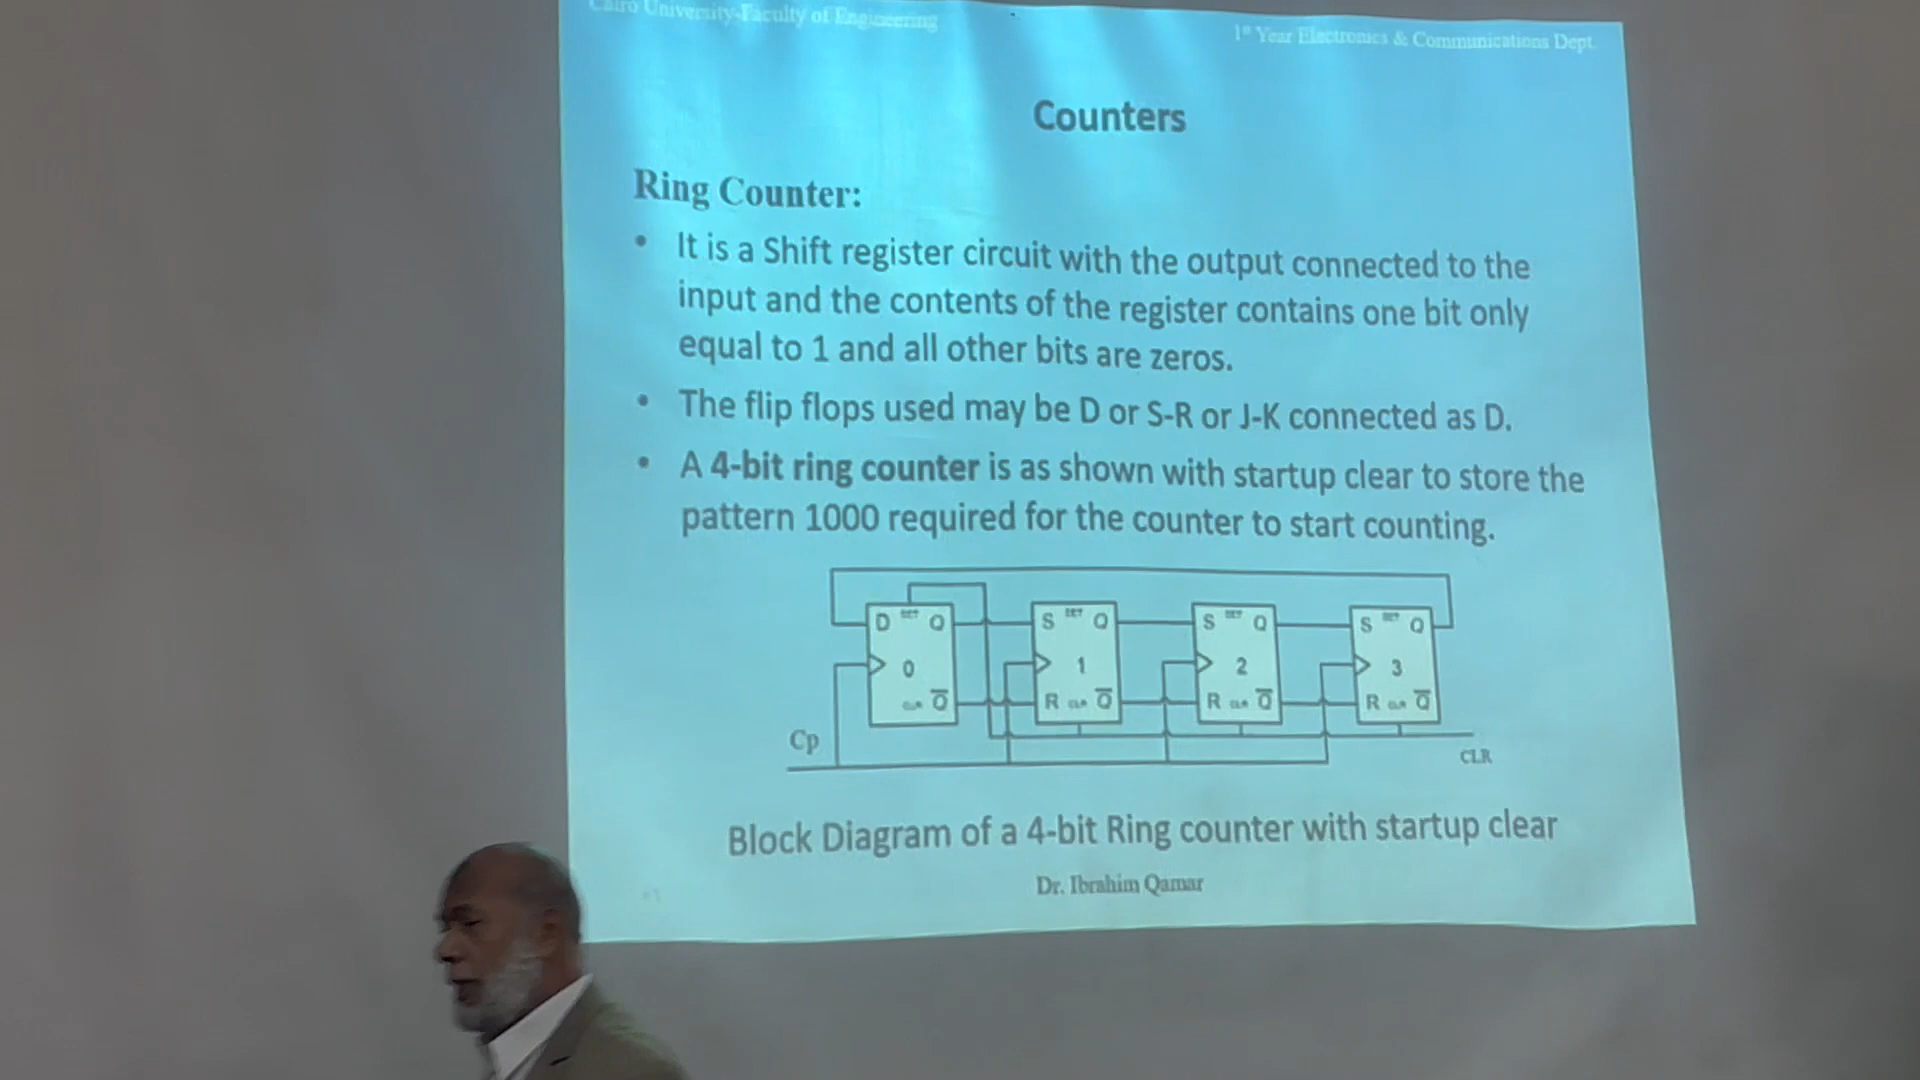 Cairo University-Faculty of Engineering
1st Year Electronics & Communications Dept.
Counters
Ring Counter:
• It is a Shift register circuit with the output connected to the
input and the contents of the register contains one bit only
equal to 1 and all other bits are zeros.
• The flip flops used may be D or S-R or J-K connected as D.
• A 4-bit ring counter is as shown with startup clear to store the
pattern 1000 required for the counter to start counting.
D SET Q S SET Q S SET Q S SET Q
0 1 2 3
CLR Q̅ R CLR Q̅ R CLR Q̅ R CLR Q̅
Cp
CLR
Block Diagram of a 4-bit Ring counter with startup clear
Dr. Ibrahim Qamar